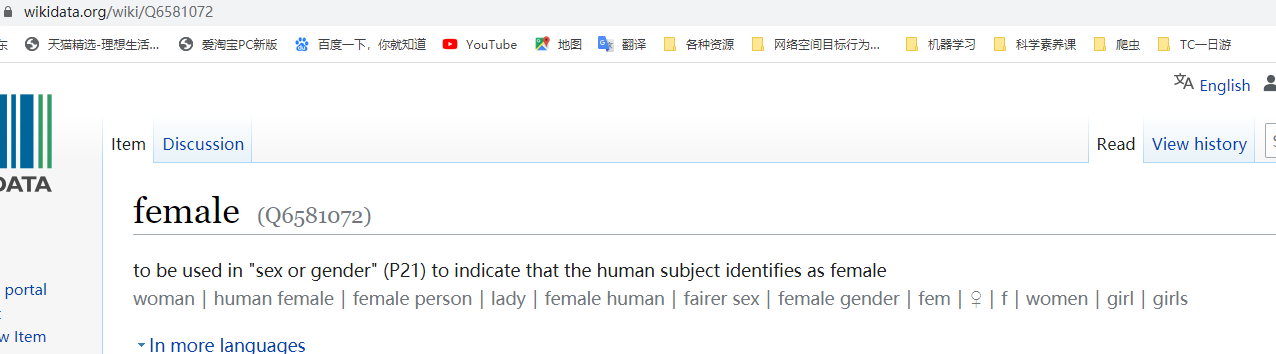 wikidata.org/wiki/Q6581072
东 天猫精选-理想生活... 爱淘宝PC新版 百度一下，你就知道 YouTube 地图 翻译 各种资源 网络空间目标行为... 机器学习 科学素养课 爬虫 TC一日游
English
Item Discussion Read View history S
DATA
female (Q6581072)
to be used in "sex or gender" (P21) to indicate that the human subject identifies as female
woman | human female | female person | lady | female human | fairer sex | female gender | fem | ♀ | f | women | girl | girls
portal
w Item
In more languages